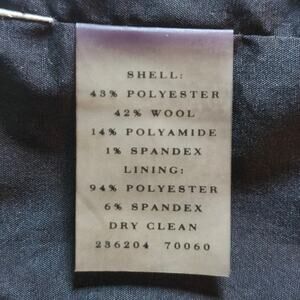 SHELL:
43% POLYESTER
42% WOOL
14% POLYAMIDE
1% SPANDEX
LINING:
94% POLYESTER
6% SPANDEX
DRY CLEAN
236204 70060